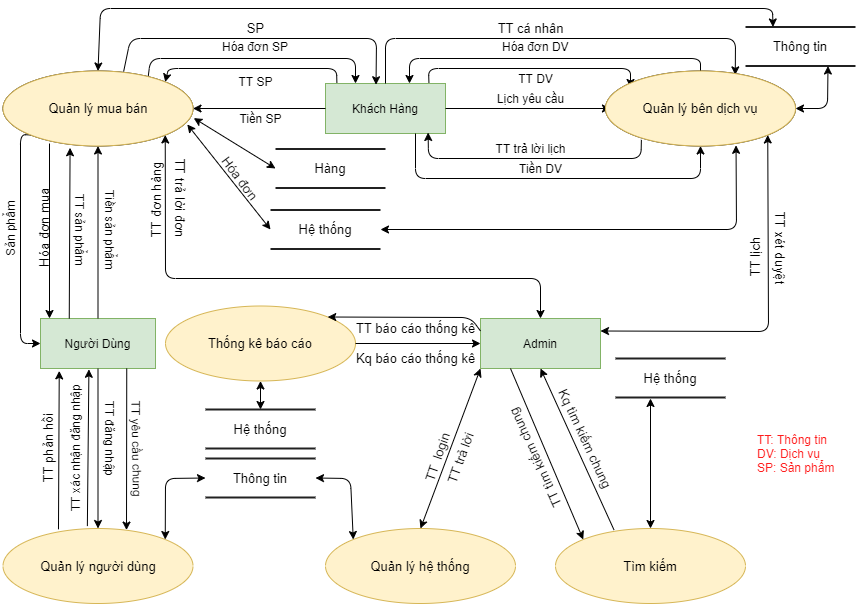 SP
TT cá nhân
Hóa đơn SP
Hóa đơn DV
Thông tin
TT SP
TT DV
Quản lý mua bán
Khách Hàng
Lịch yêu cầu
Quản lý bên dịch vụ
Tiền SP
TT trả lời lịch
Tiền DV
Hàng
Hóa đơn
Hệ thống
Sản phẩm
Hóa đơn mua
TT sản phẩm
Tiền sản phẩm
TT đơn hàng
TT trả lời đơn
TT lịch
TT xét duyệt
Người Dùng
Thống kê báo cáo
TT báo cáo thống kê
Kq báo cáo thống kê
Admin
Hệ thống
TT phản hồi
TT xác nhận đăng nhập
TT đăng nhập
TT yêu cầu chung
Hệ thống
Thông tin
TT login
TT trả lời
TT tìm kiếm chung
Kq tìm kiếm chung
TT: Thông tin
DV: Dịch vụ
SP: Sản phẩm
Quản lý người dùng
Quản lý hệ thống
Tìm kiếm